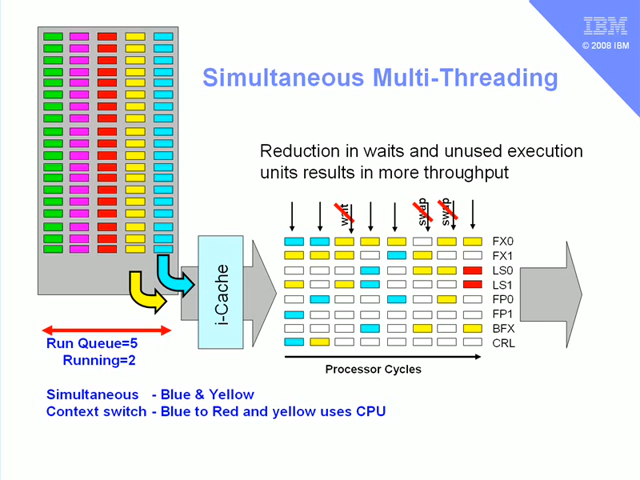 IBM
© 2008 IBM
Simultaneous Multi-Threading
Reduction in waits and unused execution
units results in more throughput
wait
swap
swap
FX0
FX1
LS0
LS1
FP0
FP1
BFX
CRL
i-Cache
Processor Cycles
Run Queue=5
Running=2
Simultaneous - Blue & Yellow
Context switch - Blue to Red and yellow uses CPU